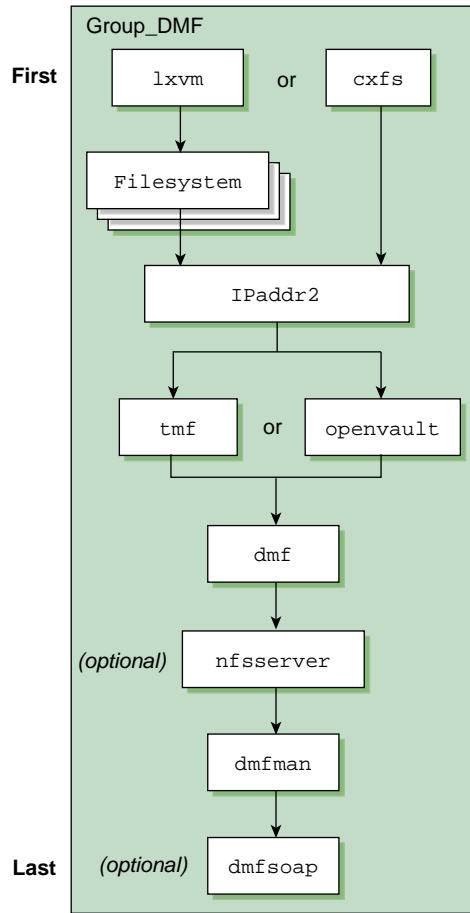 Group_DMF
First
lxvm or cxfs
Filesystem
IPaddr2
tmf or openvault
dmf
(optional) nfsserver
dmfman
Last (optional) dmfsoap